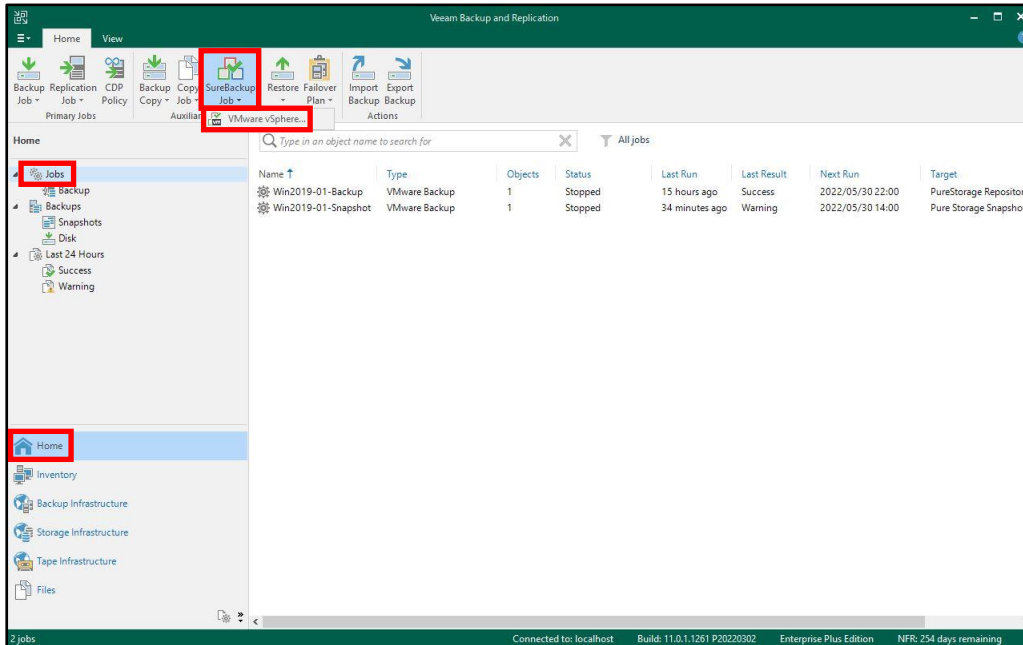 Veeam Backup and Replication
Home View
Backup Job
Replication Job
CDP Policy
Backup Copy
Copy Job
SureBackup Job
Restore
Failover Plan
Import Backup
Export Backup
Primary Jobs
Actions
VMware vSphere...
Home
Type in an object name to search for
All jobs
Jobs
Backup
Backups
Snapshots
Disk
Last 24 Hours
Success
Warning
Name Type Objects Status Last Run Last Result Next Run Target
Win2019-01-Backup VMware Backup 1 Stopped 15 hours ago Success 2022/05/30 22:00 PureStorage Repositor
Win2019-01-Snapshot VMware Backup 1 Stopped 34 minutes ago Warning 2022/05/30 14:00 Pure Storage Snapsho
Home
Inventory
Backup Infrastructure
Storage Infrastructure
Tape Infrastructure
Files
2 jobs Connected to: localhost Build: 11.0.1.1261 P20220302 Enterprise Plus Edition NFR: 254 days remaining